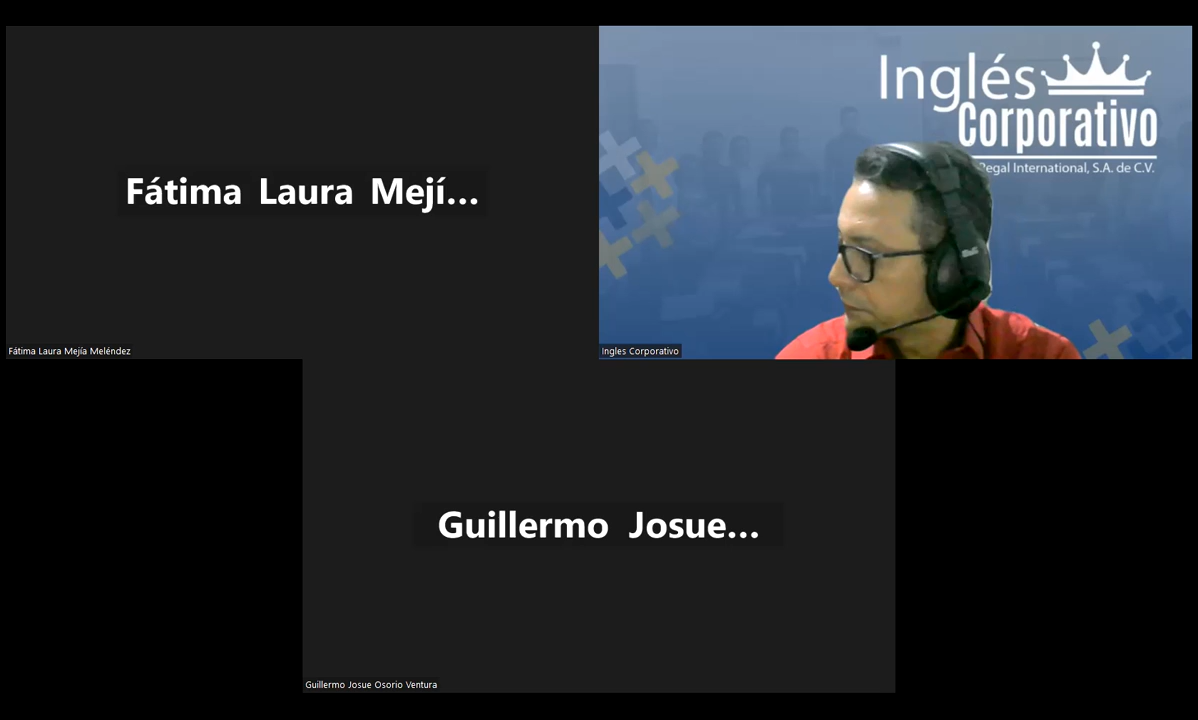 Fátima Laura Mejí...
Fátima Laura Mejía Meléndez
Inglés
Corporativo
Regal International, S.A. de C.V.
Ingles Corporativo
Guillermo Josue...
Guillermo Josue Osorio Ventura